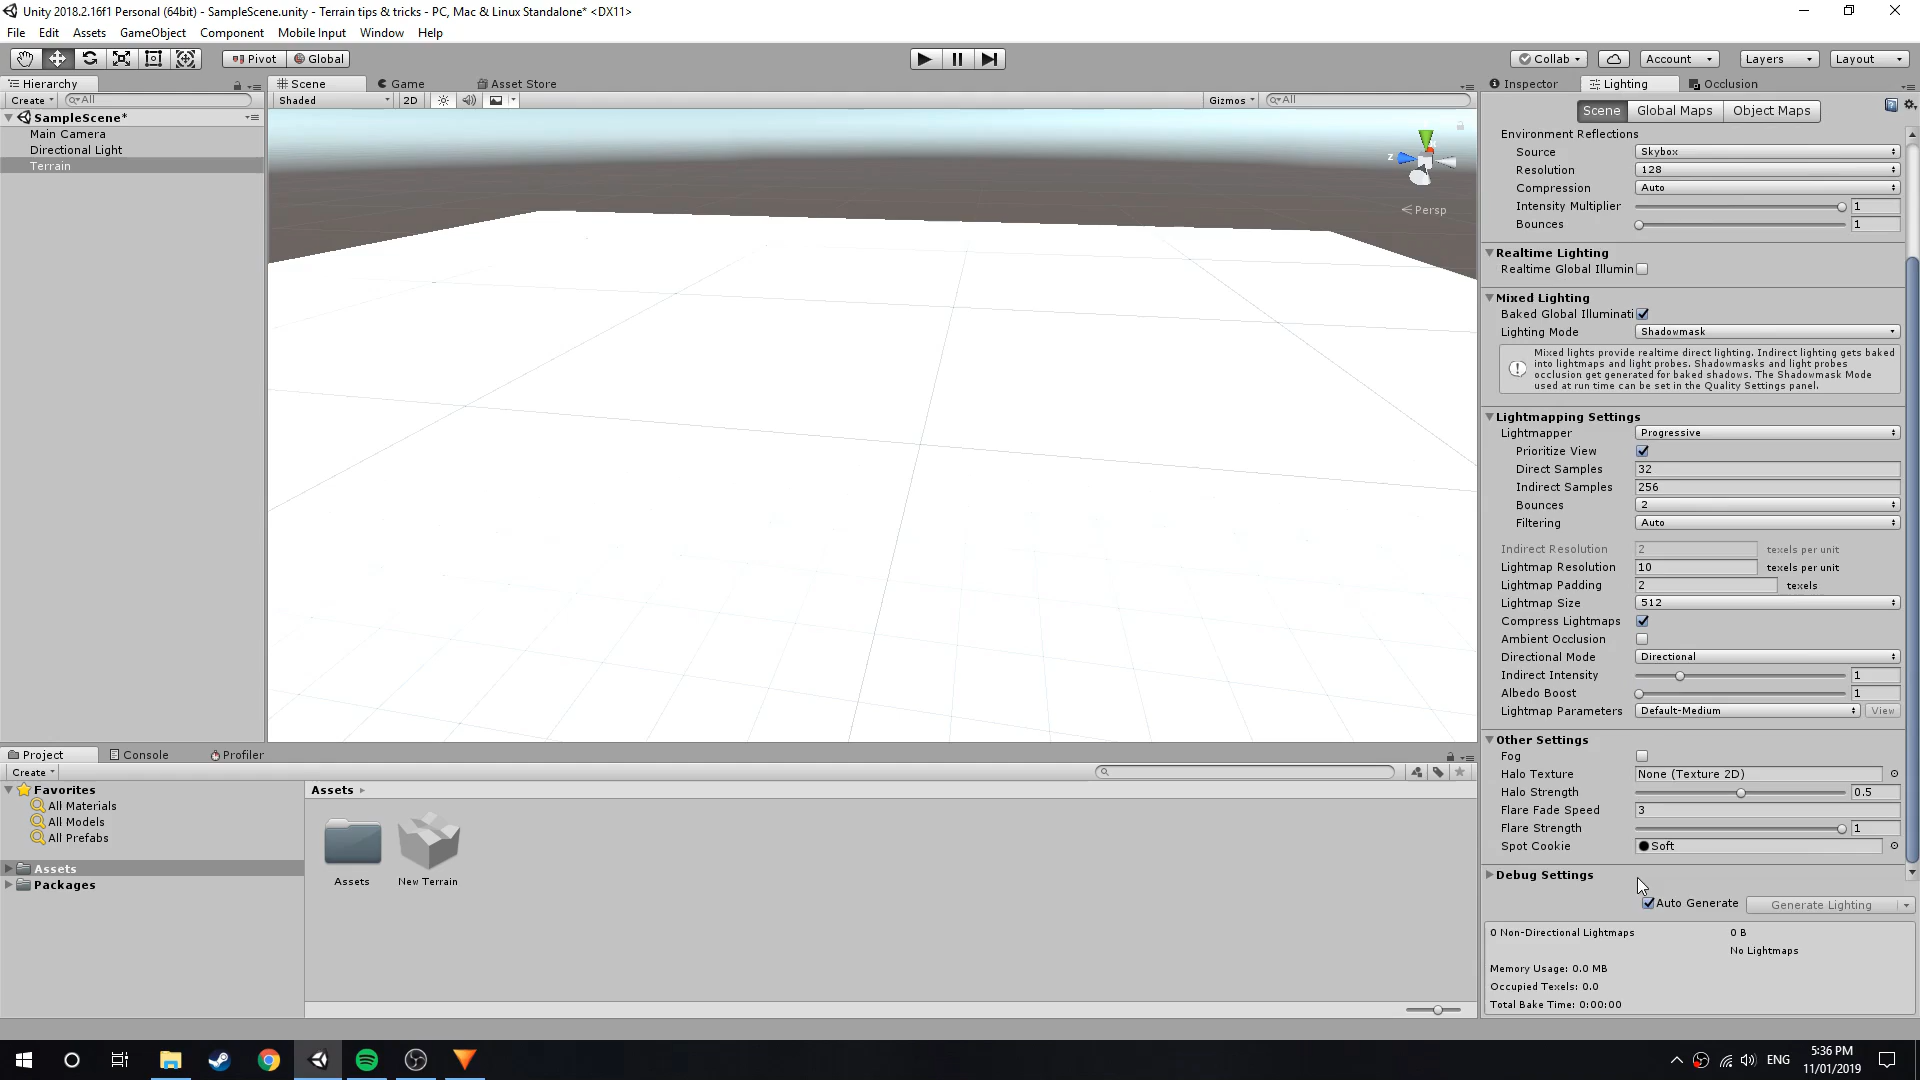 Unity 2018.2.16f1 Personal (64bit) - SampleScene.unity - Terrain tips & tricks - PC, Mac & Linux Standalone* <DX11>
File Edit Assets GameObject Component Mobile Input Window Help
Pivot Global Collab Account Layers Layout
Hierarchy
Create All
SampleScene*
Main Camera
Directional Light
Terrain
Scene Game Asset Store
Shaded 2D Gizmos All
z
Persp
Inspector Lighting Occlusion
Scene Global Maps Object Maps
Environment Reflections
Source Skybox
Resolution 128
Compression Auto
Intensity Multiplier 1
Bounces 1
Realtime Lighting
Realtime Global Illumin
Mixed Lighting
Baked Global Illuminati
Lighting Mode Shadowmask
Mixed lights provide realtime direct lighting. Indirect lighting gets baked
into lightmaps and light probes. Shadowmasks and light probes
occlusion get generated for baked shadows. The Shadowmask Mode
used at run time can be set in the Quality Settings panel.
Lightmapping Settings
Lightmapper Progressive
Prioritize View
Direct Samples 32
Indirect Samples 256
Bounces 2
Filtering Auto
Indirect Resolution 2 texels per unit
Lightmap Resolution 10 texels per unit
Lightmap Padding 2 texels
Lightmap Size 512
Compress Lightmaps
Ambient Occlusion
Directional Mode Directional
Indirect Intensity 1
Albedo Boost 1
Lightmap Parameters Default-Medium View
Other Settings
Fog
Halo Texture None (Texture 2D)
Halo Strength 0.5
Flare Fade Speed 3
Flare Strength 1
Spot Cookie Soft
Debug Settings
Auto Generate Generate Lighting
0 Non-Directional Lightmaps 0 B
No Lightmaps
Memory Usage: 0.0 MB
Occupied Texels: 0.0
Total Bake Time: 0:00:00
Project Console Profiler
Create
Favorites
All Materials
All Models
All Prefabs
Assets
Packages
Assets
Assets New Terrain
ENG
5:36 PM
11/01/2019